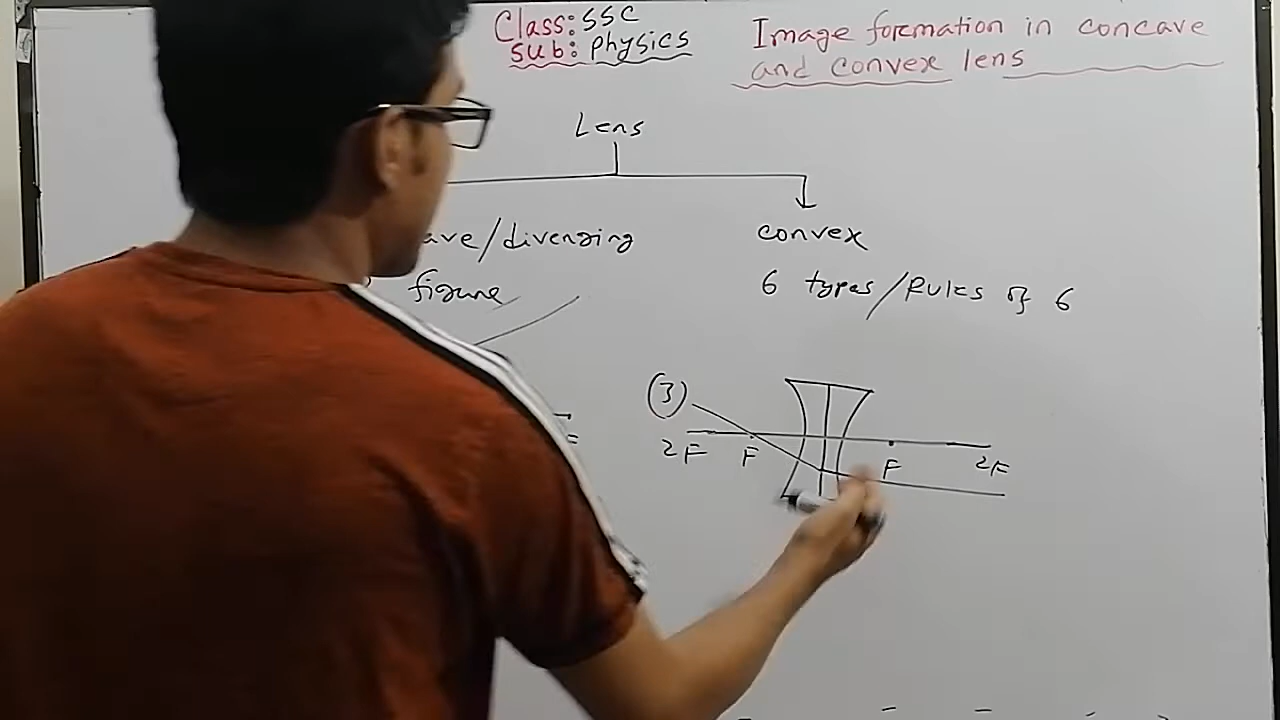 Class: SSC
Sub: Physics
Image formation in concave
and convex lens
Lens
ave/diverging
figure
convex
6 types/Rules of 6
3
2F F F 2F